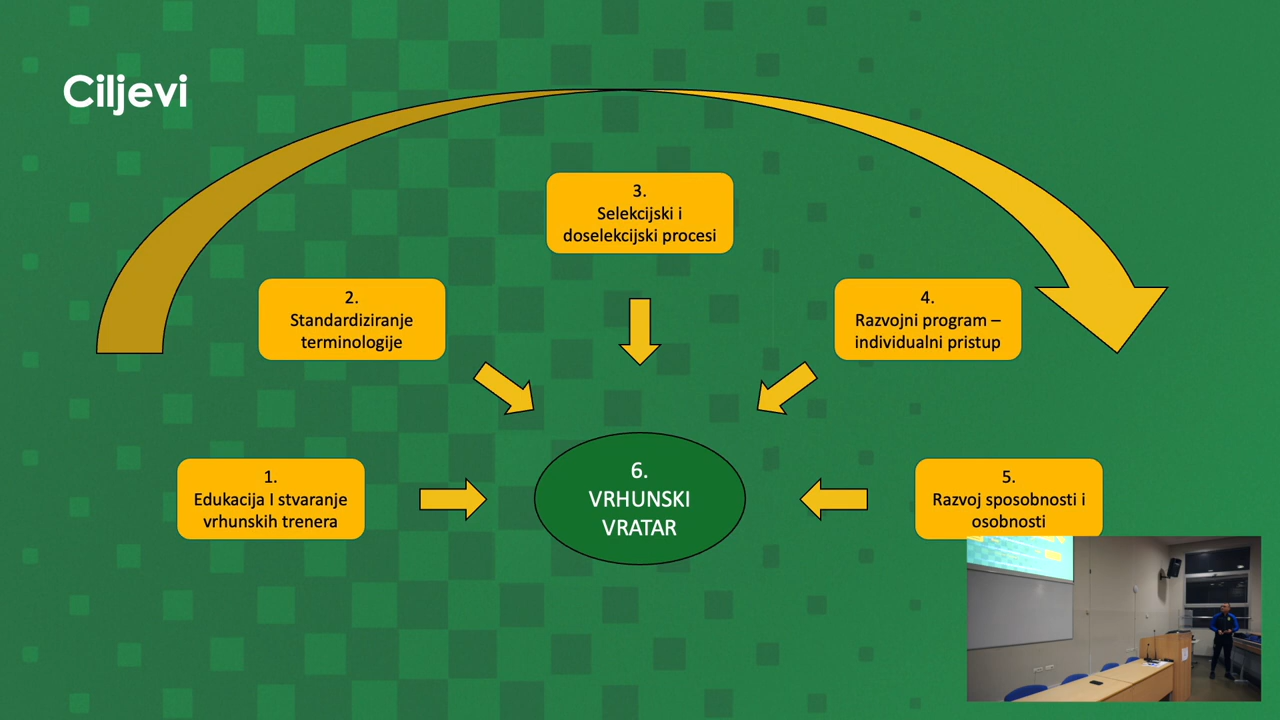 Ciljevi
1.
Edukacija I stvaranje
vrhunskih trenera
2.
Standardiziranje
terminologije
3.
Selekcijski i
doselekcijski procesi
4.
Razvojni program –
individualni pristup
5.
Razvoj sposobnosti i
osobnosti
6.
VRHUNSKI
VRATAR